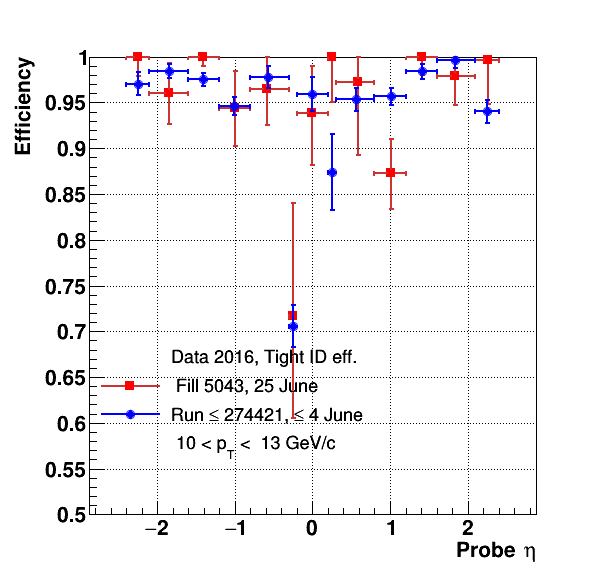 Efficiency
1
0.95
0.9
0.85
0.8
0.75
0.7
0.65
0.6
0.55
0.5
Data 2016, Tight ID eff.
Fill 5043, 25 June
Run ≤ 274421, ≤ 4 June
10 < p_T < 13 GeV/c
−2 −1 0 1 2
Probe η